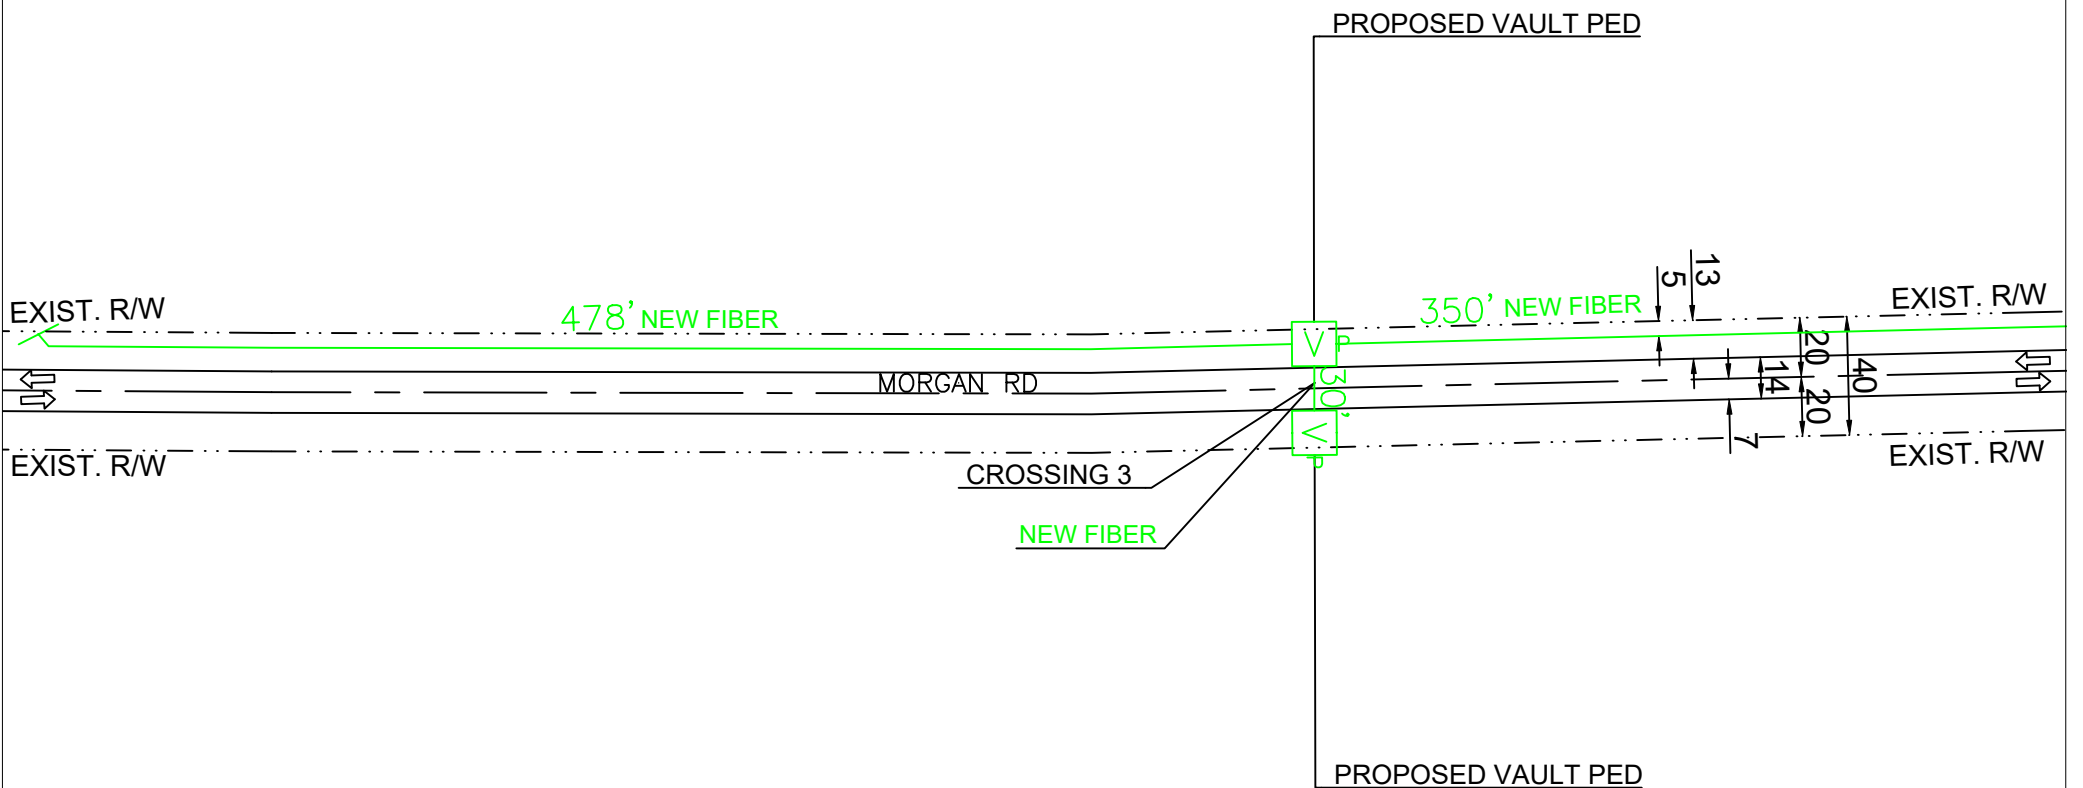 PROPOSED VAULT PED
13
5
EXIST. R/W
EXIST. R/W
478' NEW FIBER
350' NEW FIBER
V P
20
40
14
MORGAN RD
30'
20
V P
7
EXIST. R/W
EXIST. R/W
CROSSING 3
NEW FIBER
PROPOSED VAULT PED